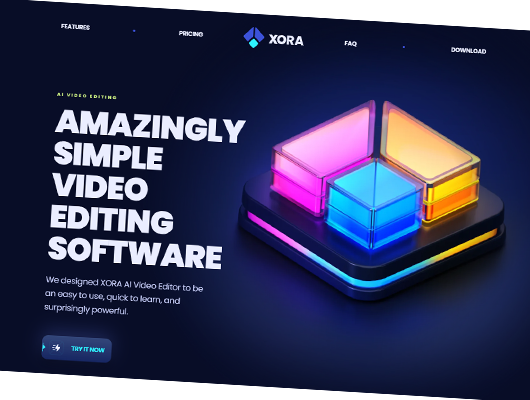 FEATURES
PRICING
XORA
FAQ
DOWNLOAD
AI VIDEO EDITING
AMAZINGLY
SIMPLE
VIDEO
EDITING
SOFTWARE
We designed XORA AI Video Editor to be
an easy to use, quick to learn, and
surprisingly powerful.
TRY IT NOW